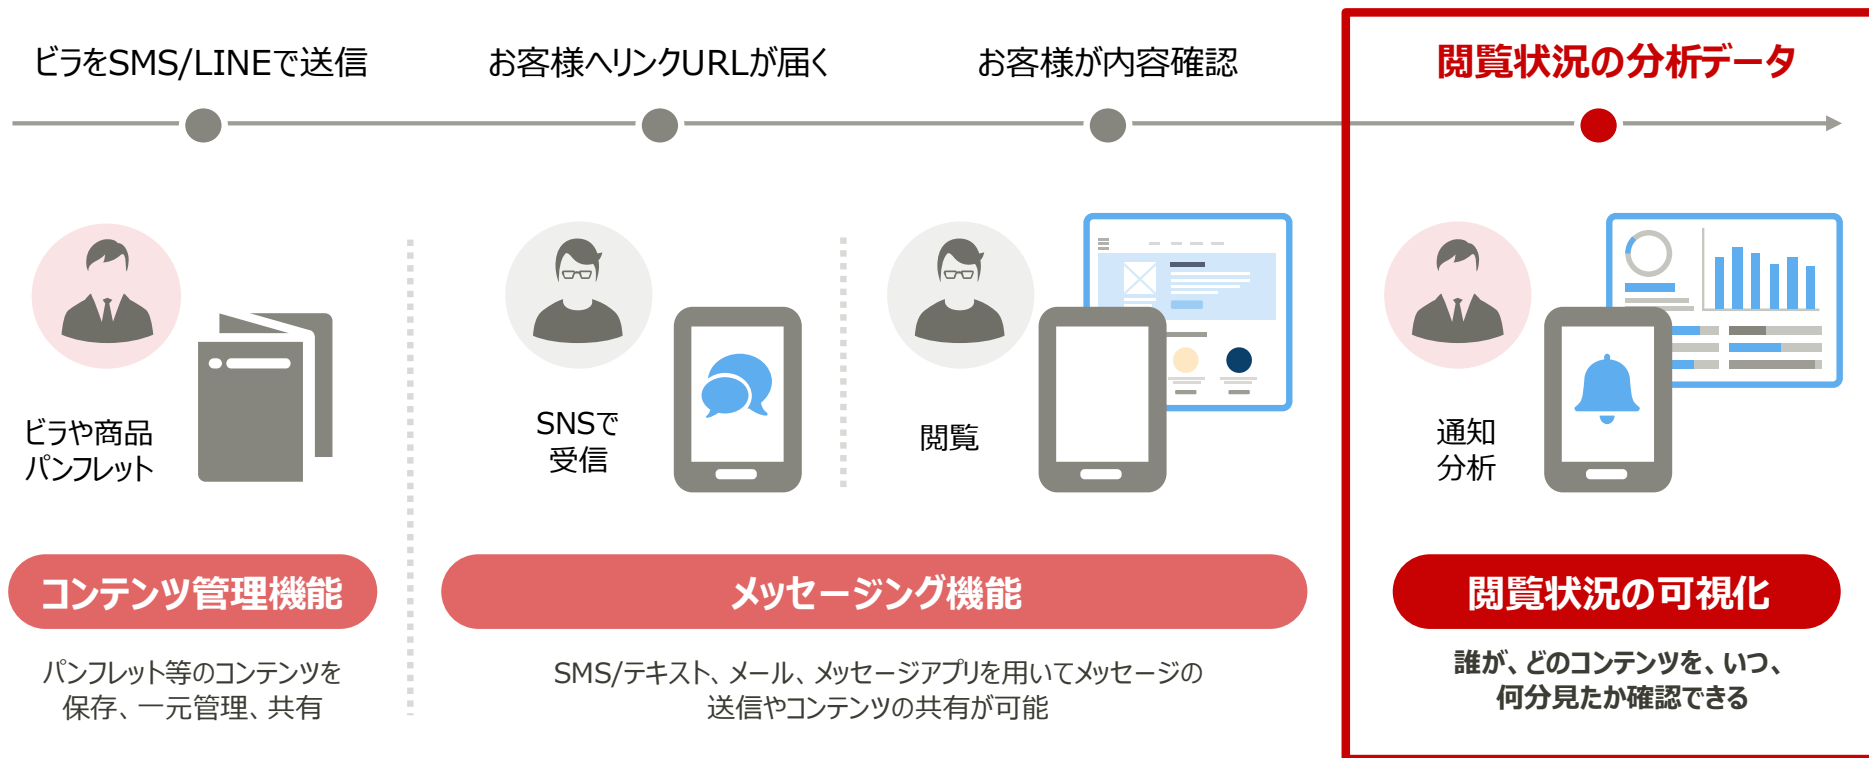 ビラをSMS/LINEで送信
お客様へリンクURLが届く
お客様が内容確認
閲覧状況の分析データ
ビラや商品
パンフレット
SNSで
受信
閲覧
通知
分析
コンテンツ管理機能
メッセージング機能
閲覧状況の可視化
パンフレット等のコンテンツを
保存、一元管理、共有
SMS/テキスト、メール、メッセージアプリを用いてメッセージの
送信やコンテンツの共有が可能
誰が、どのコンテンツを、いつ、
何分見たか確認できる